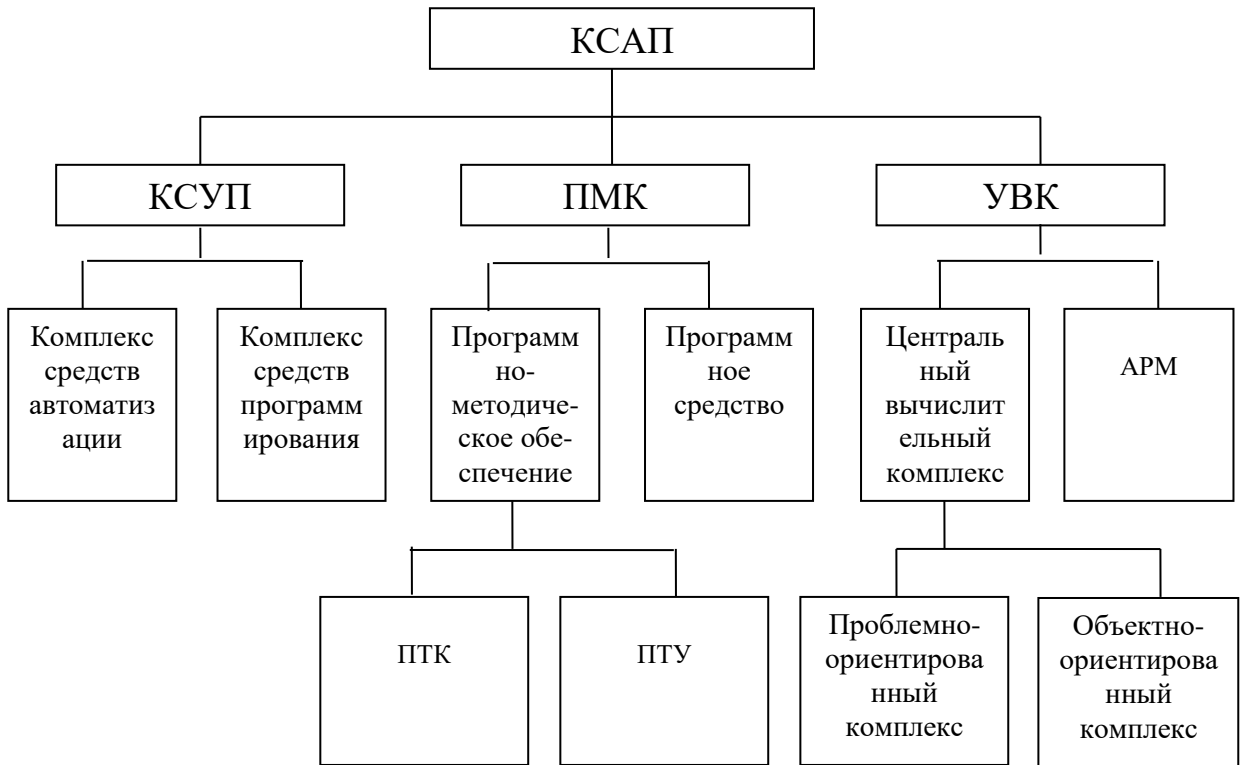 КСАП
КСУП
ПМК
УВК
Комплекс
средств
автоматиз
ации
Комплекс
средств
программ
ирования
Программ
но-
методиче-
ское обе-
спечение
Программ
ное
средство
Централь
ный
вычислит
ельный
комплекс
АРМ
ПТК
ПТУ
Проблемно-
ориентирова
нный
комплекс
Объектно-
ориентирова
нный
комплекс